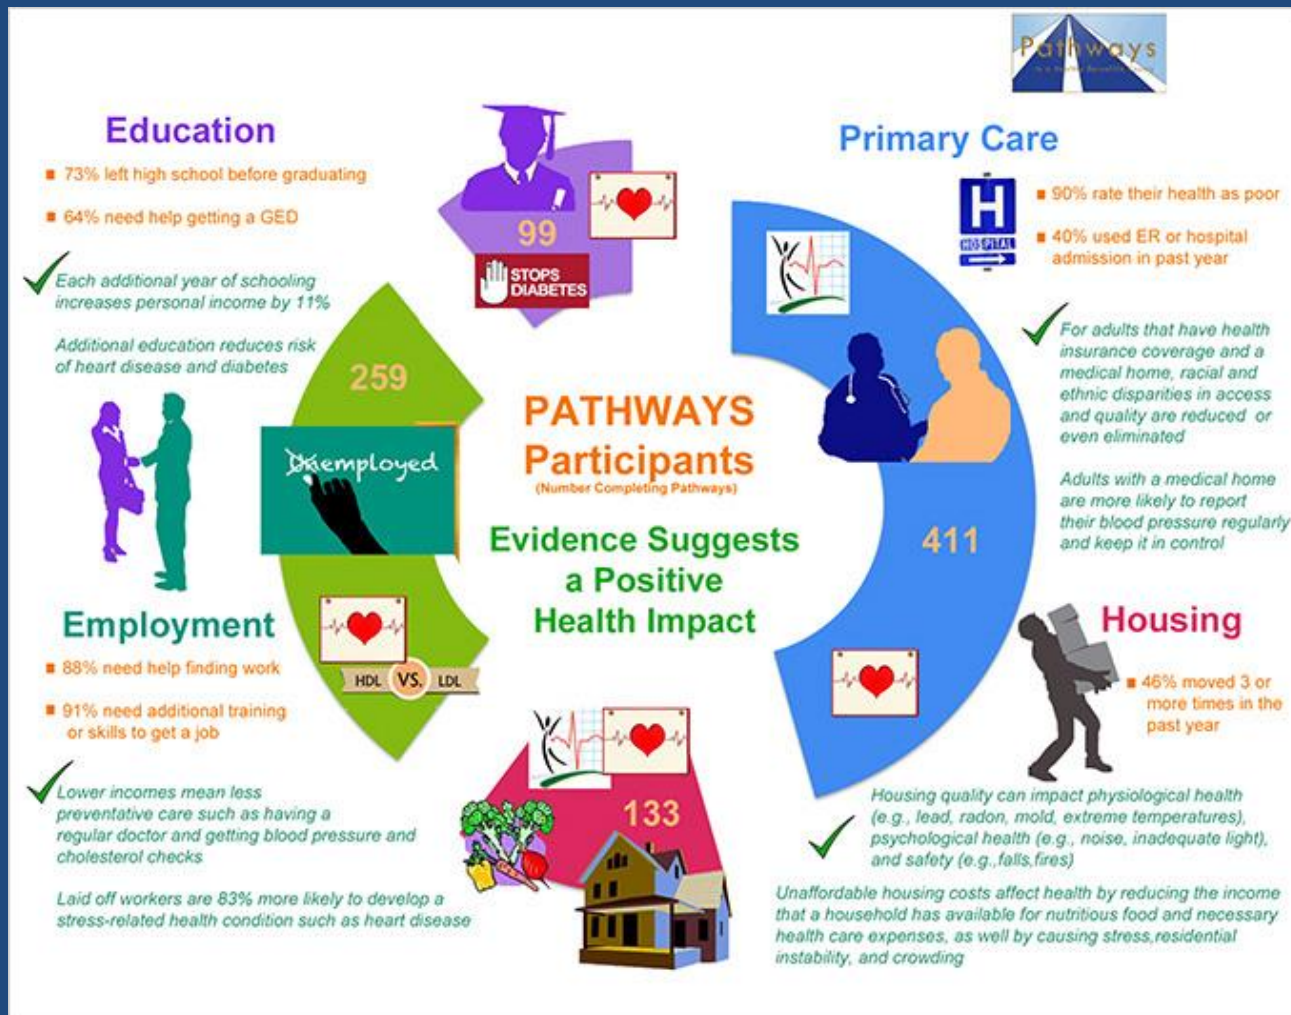 Pathways
to a Healthy Bernalillo County
Education
73% left high school before graduating
64% need help getting a GED
Each additional year of schooling
increases personal income by 11%
Additional education reduces risk
of heart disease and diabetes
99
STOPS
DIABETES
Primary Care
H
HOSPITAL
90% rate their health as poor
40% used ER or hospital
admission in past year
For adults that have health
insurance coverage and a
medical home, racial and
ethnic disparities in access
and quality are reduced or
even eliminated
Adults with a medical home
are more likely to report
their blood pressure regularly
and keep it in control
411
259
Unemployed
HDL VS. LDL
PATHWAYS
Participants
(Number Completing Pathways)
Evidence Suggests
a Positive
Health Impact
Employment
88% need help finding work
91% need additional training
or skills to get a job
Lower incomes mean less
preventative care such as having a
regular doctor and getting blood pressure and
cholesterol checks
Laid off workers are 83% more likely to develop a
stress-related health condition such as heart disease
133
Housing
46% moved 3 or
more times in the
past year
Housing quality can impact physiological health
(e.g., lead, radon, mold, extreme temperatures),
psychological health (e.g., noise, inadequate light),
and safety (e.g.,falls,fires)
Unaffordable housing costs affect health by reducing the income
that a household has available for nutritious food and necessary
health care expenses, as well by causing stress,residential
instability, and crowding